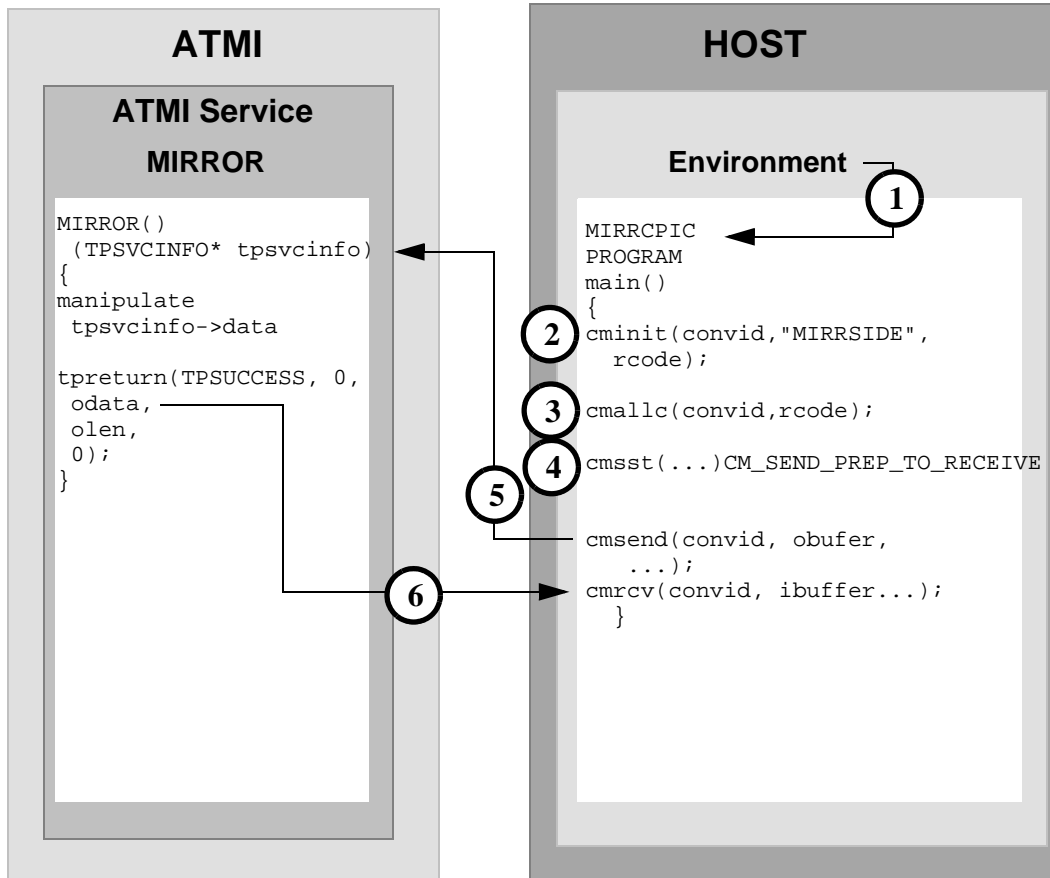 ATMI
ATMI Service
MIRROR
MIRROR()
(TPSVCINFO* tpsvcinfo)
{
manipulate
tpsvcinfo->data
tpreturn(TPSUCCESS, 0,
odata,
olen,
0);
}
HOST
Environment
1
MIRRCPIC
PROGRAM
main()
{
2
cminit(convid,"MIRRSIDE",
rcode);
3
cmallc(convid,rcode);
4
cmsst(...)CM_SEND_PREP_TO_RECEIVE
5
cmsend(convid, obufer,
...);
6
cmrcv(convid, ibuffer...);
}